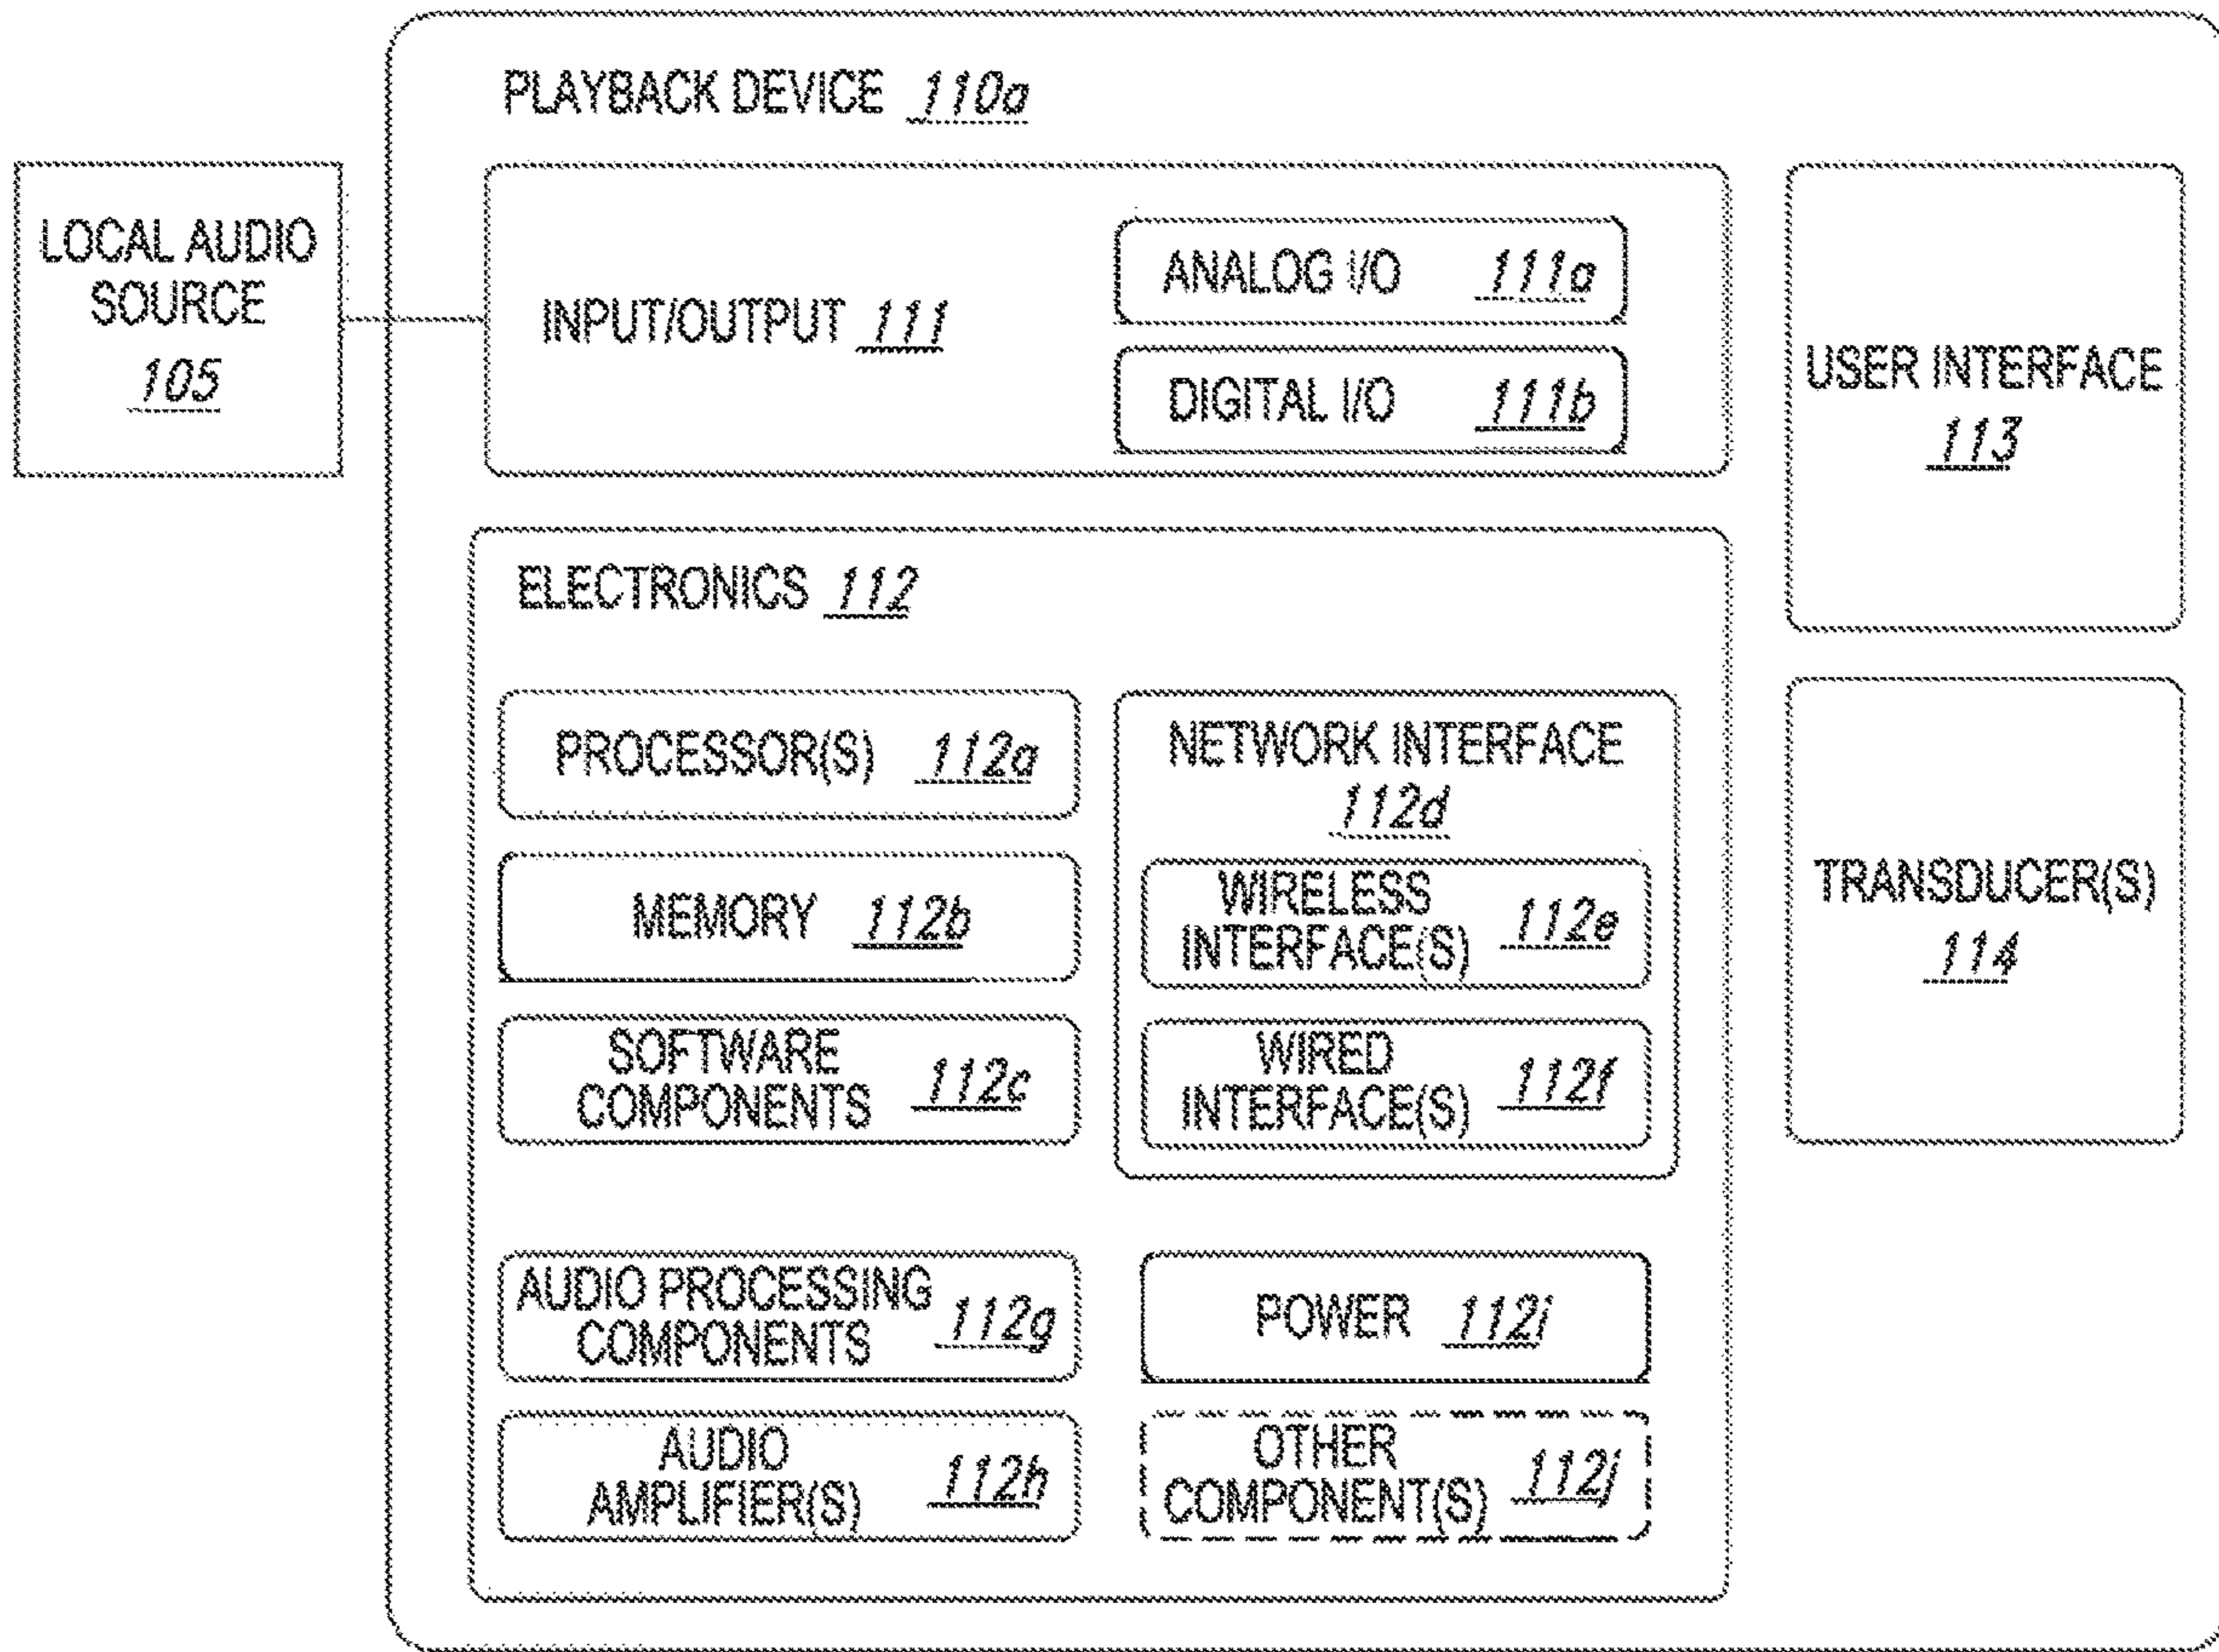 PLAYBACK DEVICE 110a
LOCAL AUDIO
SOURCE
105
INPUT/OUTPUT 111
ANALOG I/O 111a
DIGITAL I/O 111b
USER INTERFACE
113
ELECTRONICS 112
PROCESSOR(S) 112a
MEMORY 112b
SOFTWARE
COMPONENTS 112c
NETWORK INTERFACE
112d
WIRELESS
INTERFACE(S) 112e
WIRED
INTERFACE(S) 112f
TRANSDUCER(S)
114
AUDIO PROCESSING
COMPONENTS 112g
POWER 112i
AUDIO
AMPLIFIER(S) 112h
OTHER
COMPONENT(S) 112j